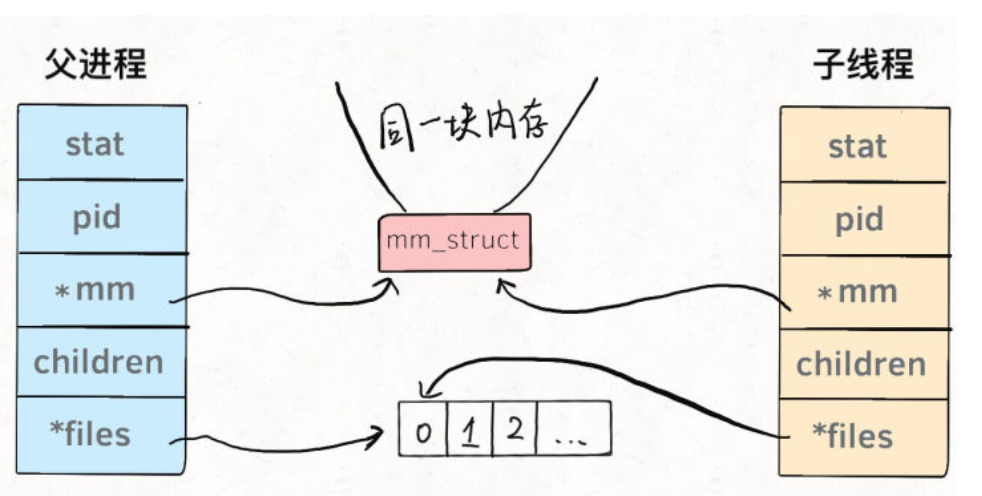 父进程
stat
pid
*mm
children
*files
同一块内存
mm_struct
0 1 2 ...
子线程
stat
pid
*mm
children
*files